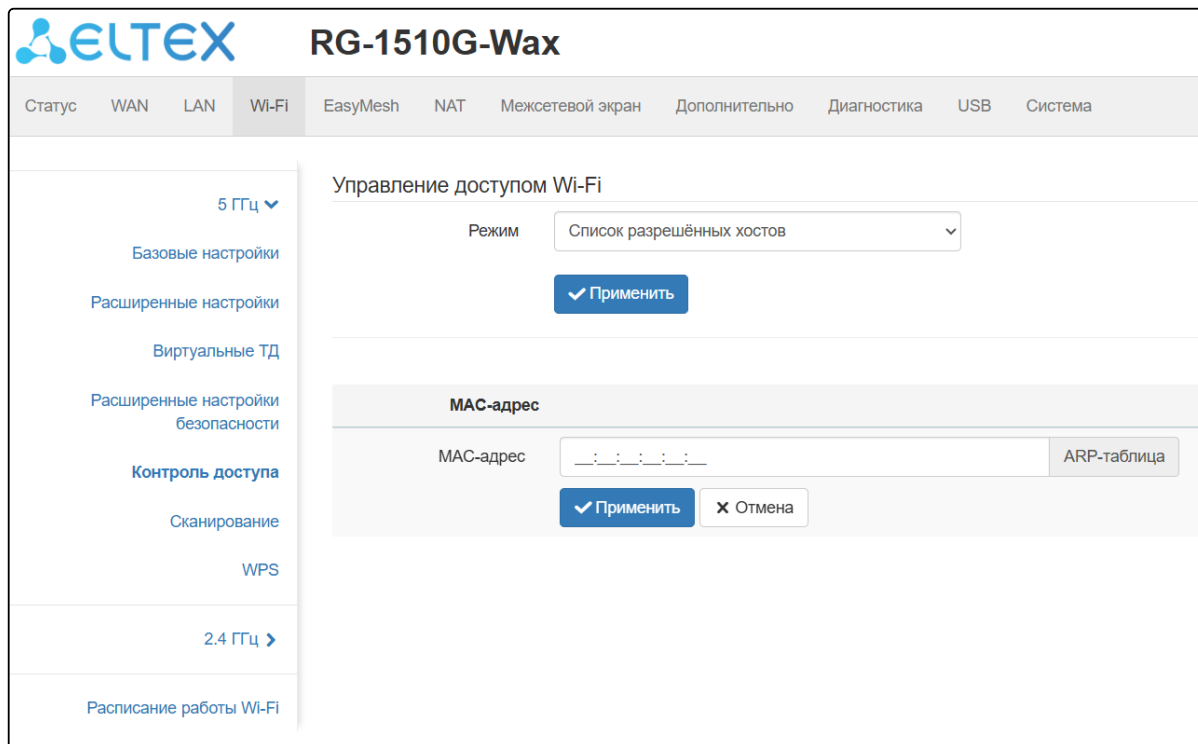 ELTEX RG-1510G-Wax
Статус WAN LAN Wi-Fi EasyMesh NAT Межсетевой экран Дополнительно Диагностика USB Система
5 ГГц
Базовые настройки
Расширенные настройки
Виртуальные ТД
Расширенные настройки
безопасности
Контроль доступа
Сканирование
WPS
2.4 ГГц
Расписание работы Wi-Fi
Управление доступом Wi-Fi
Режим Список разрешённых хостов
Применить
MAC-адрес
MAC-адрес __:__:__:__:__:__ ARP-таблица
Применить Отмена